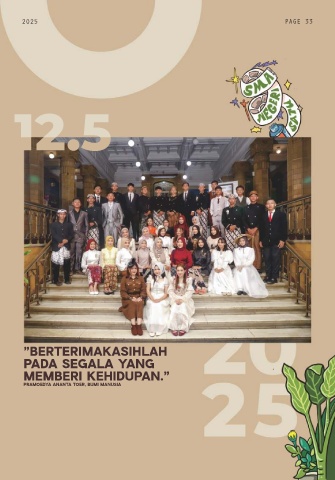 2025
PAGE 33
SMA
NEGERI
12.5
"BERTERIMAKASIHLAH
PADA SEGALA YANG
MEMBERI KEHIDUPAN."
PRAMOEDYA ANANTA TOER, BUMI MANUSIA
20
25